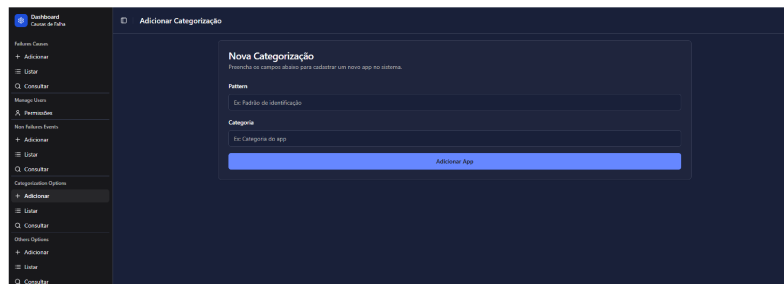 Dashboard
Causas de Falha
Adicionar Categorização
Failures Causes
Adicionar
Listar
Consultar
Manage Users
Permissões
Non Failures Events
Adicionar
Listar
Consultar
Categorization Options
Adicionar
Listar
Consultar
Others Options
Adicionar
Listar
Consultar
Nova Categorização
Preencha os campos abaixo para cadastrar um novo app no sistema.
Pattern
Ex: Padrão de identificação
Categoria
Ex: Categoria do app
Adicionar App